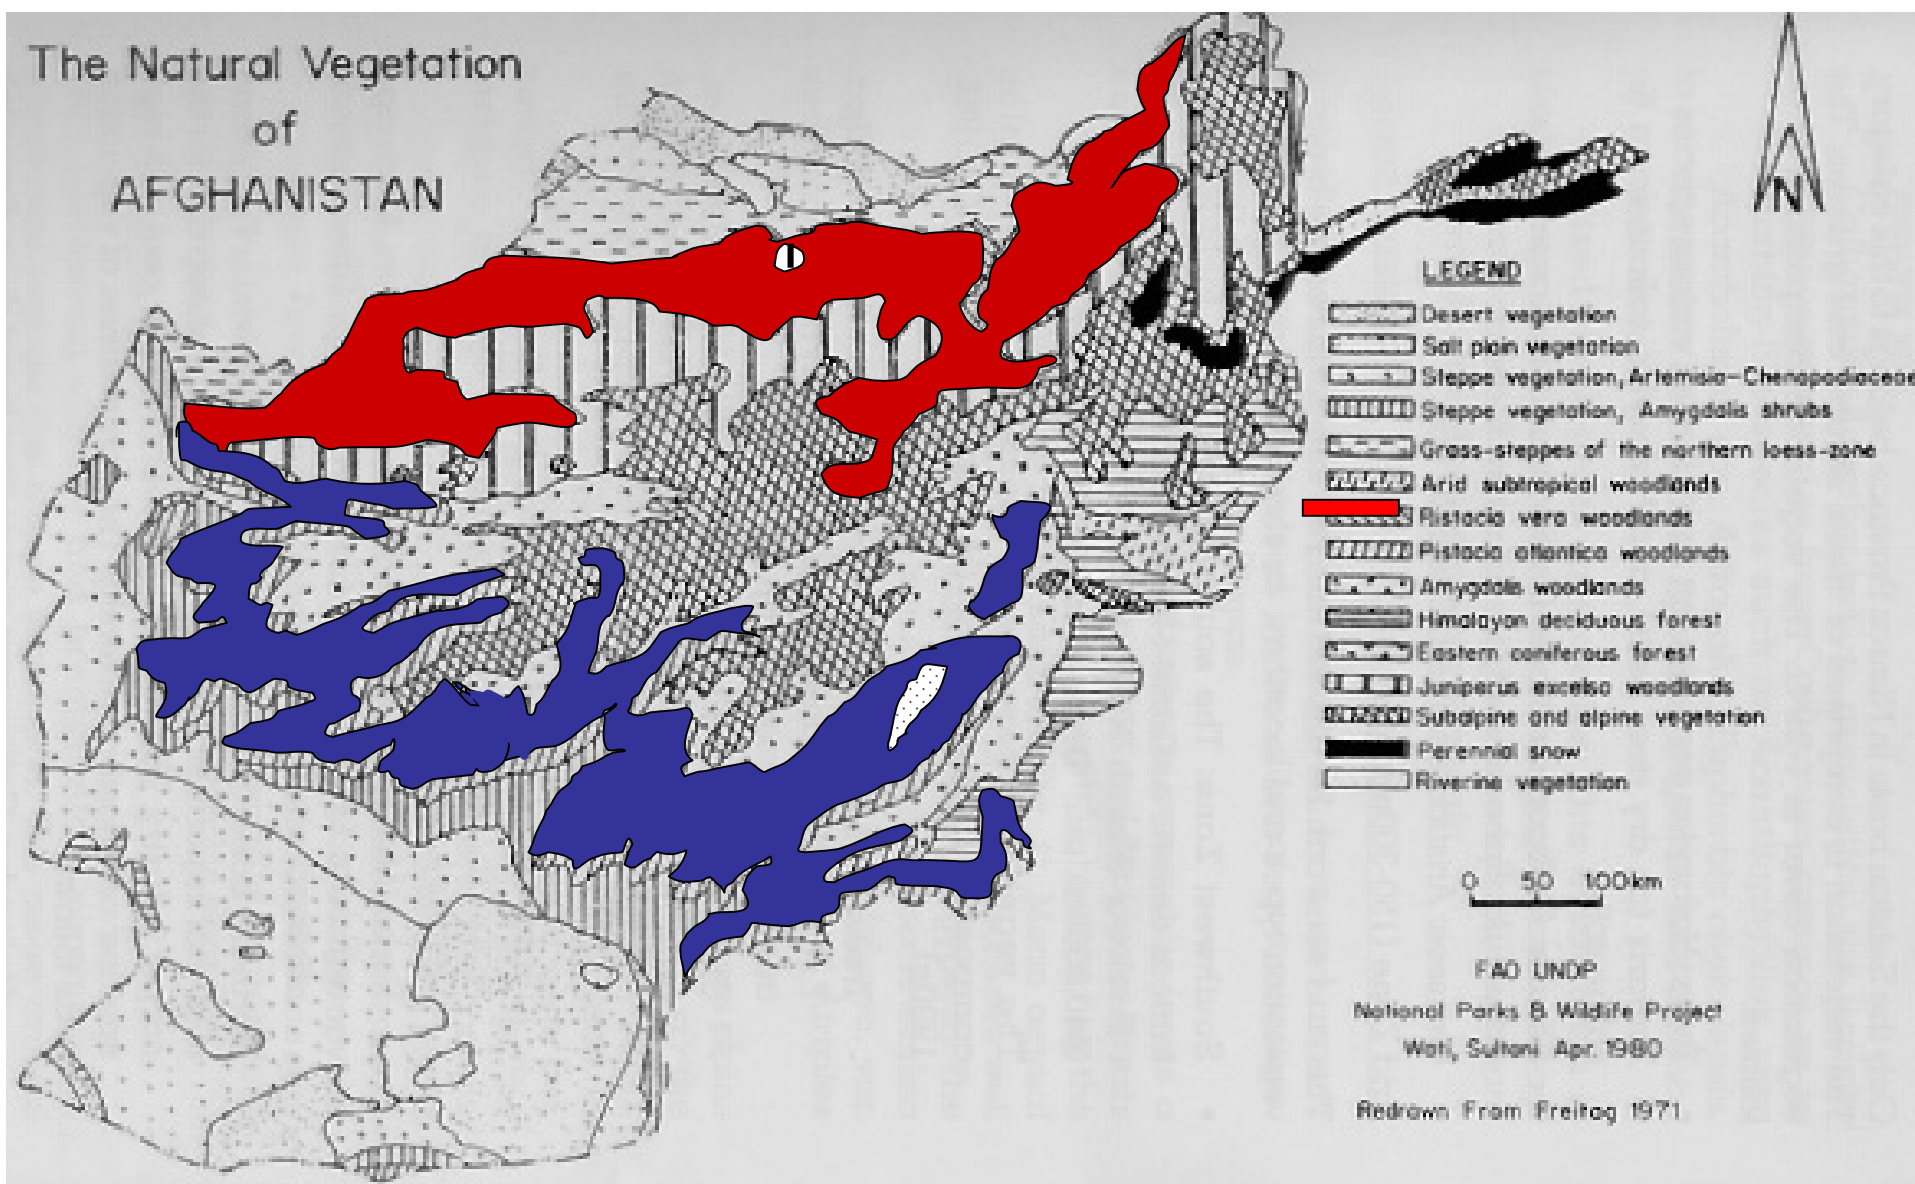 The Natural Vegetation
of
AFGHANISTAN
N
LEGEND
Desert vegetation
Salt plain vegetation
Steppe vegetation, Artemisia-Chenopodiaceae
Steppe vegetation, Amygdalis shrubs
Grass-steppes of the northern loess-zone
Arid subtropical woodlands
Pistacia vera woodlands
Pistacia atlantica woodlands
Amygdalis woodlands
Himalayan deciduous forest
Eastern coniferous forest
Juniperus excelsa woodlands
Subalpine and alpine vegetation
Perennial snow
Riverine vegetation
0 50 100km
FAO UNDP
National Parks & Wildlife Project
Wati, Sultani Apr. 1980
Redrawn From Freitag 1971